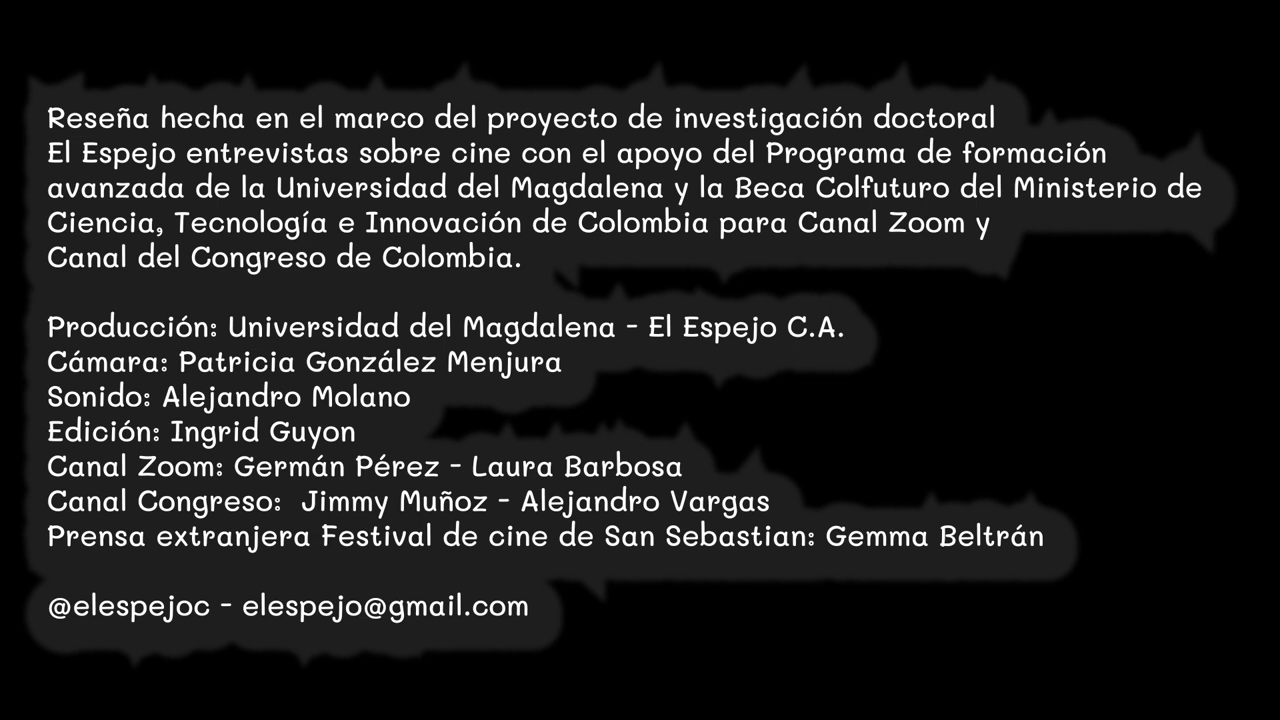 Reseña hecha en el marco del proyecto de investigación doctoral
El Espejo entrevistas sobre cine con el apoyo del Programa de formación
avanzada de la Universidad del Magdalena y la Beca Colfuturo del Ministerio de
Ciencia, Tecnología e Innovación de Colombia para Canal Zoom y
Canal del Congreso de Colombia.
Producción: Universidad del Magdalena - El Espejo C.A.
Cámara: Patricia González Menjura
Sonido: Alejandro Molano
Edición: Ingrid Guyon
Canal Zoom: Germán Pérez - Laura Barbosa
Canal Congreso: Jimmy Muñoz - Alejandro Vargas
Prensa extranjera Festival de cine de San Sebastian: Gemma Beltrán
@elespejoc - elespejo@gmail.com